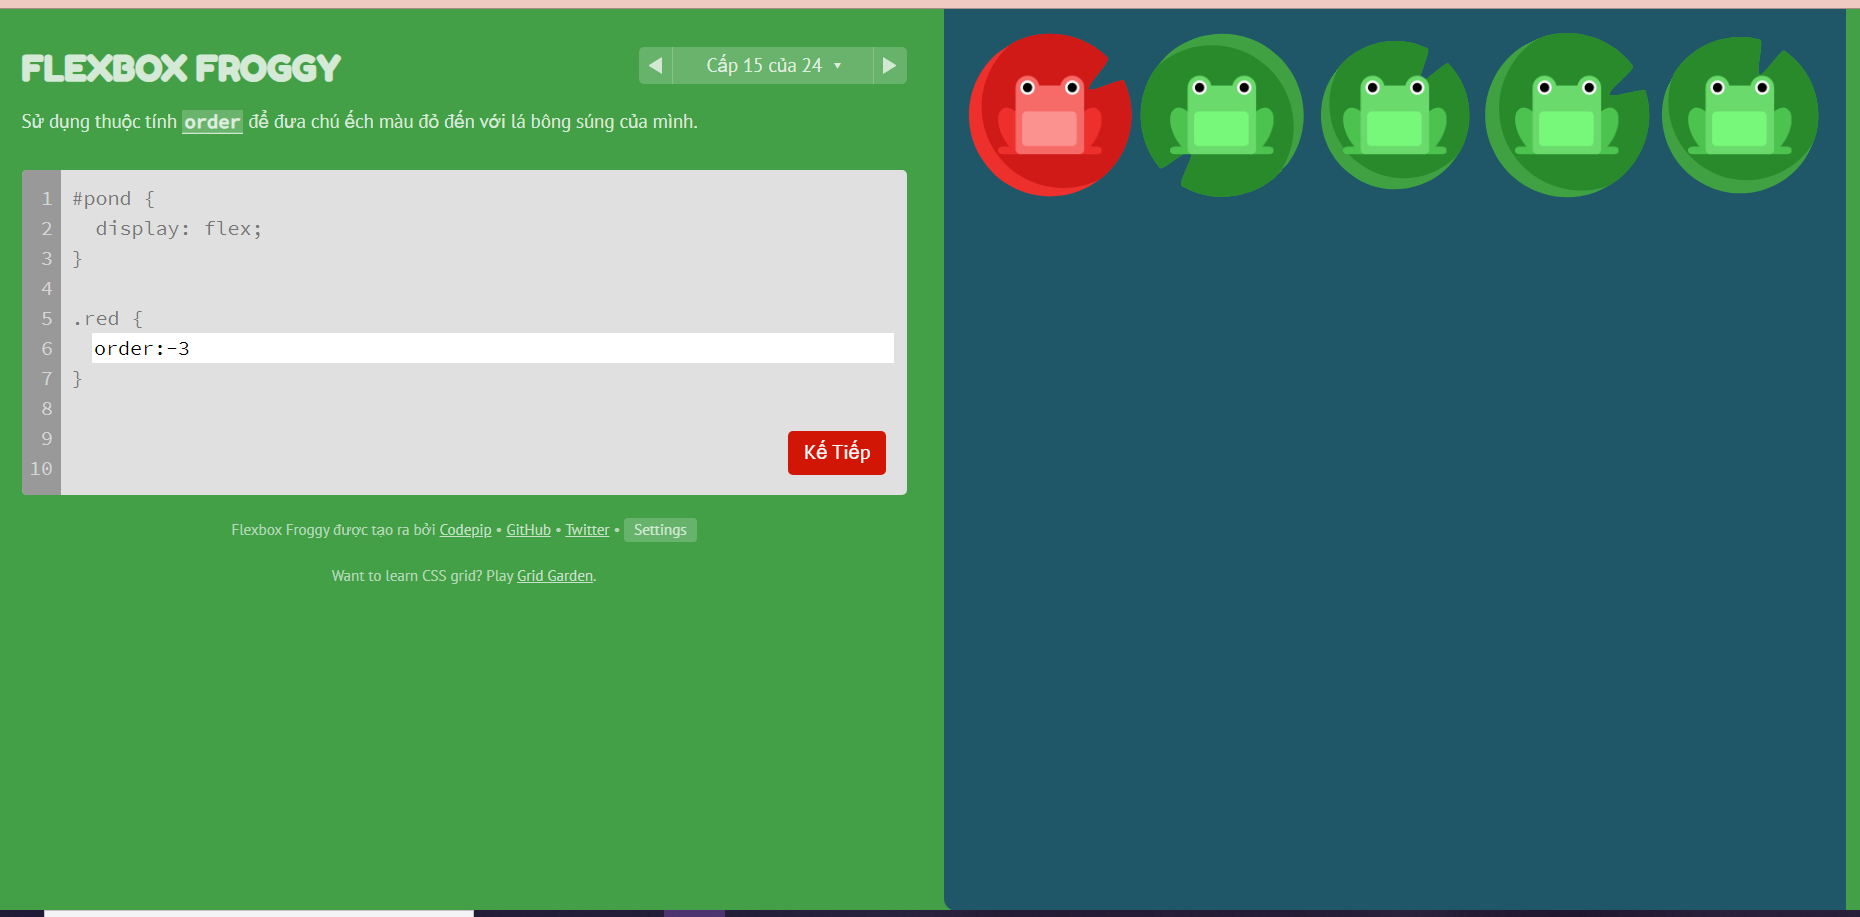 FLEXBOX FROGGY
Cấp 15 của 24
Sử dụng thuộc tính order để đưa chú ếch màu đỏ đến với lá bông súng của mình.
1 #pond {
2 display: flex;
3 }
4
5 .red {
6 order:-3
7 }
8
9
10
Kế Tiếp
Flexbox Froggy được tạo ra bởi Codepip • GitHub • Twitter • Settings
Want to learn CSS grid? Play Grid Garden.